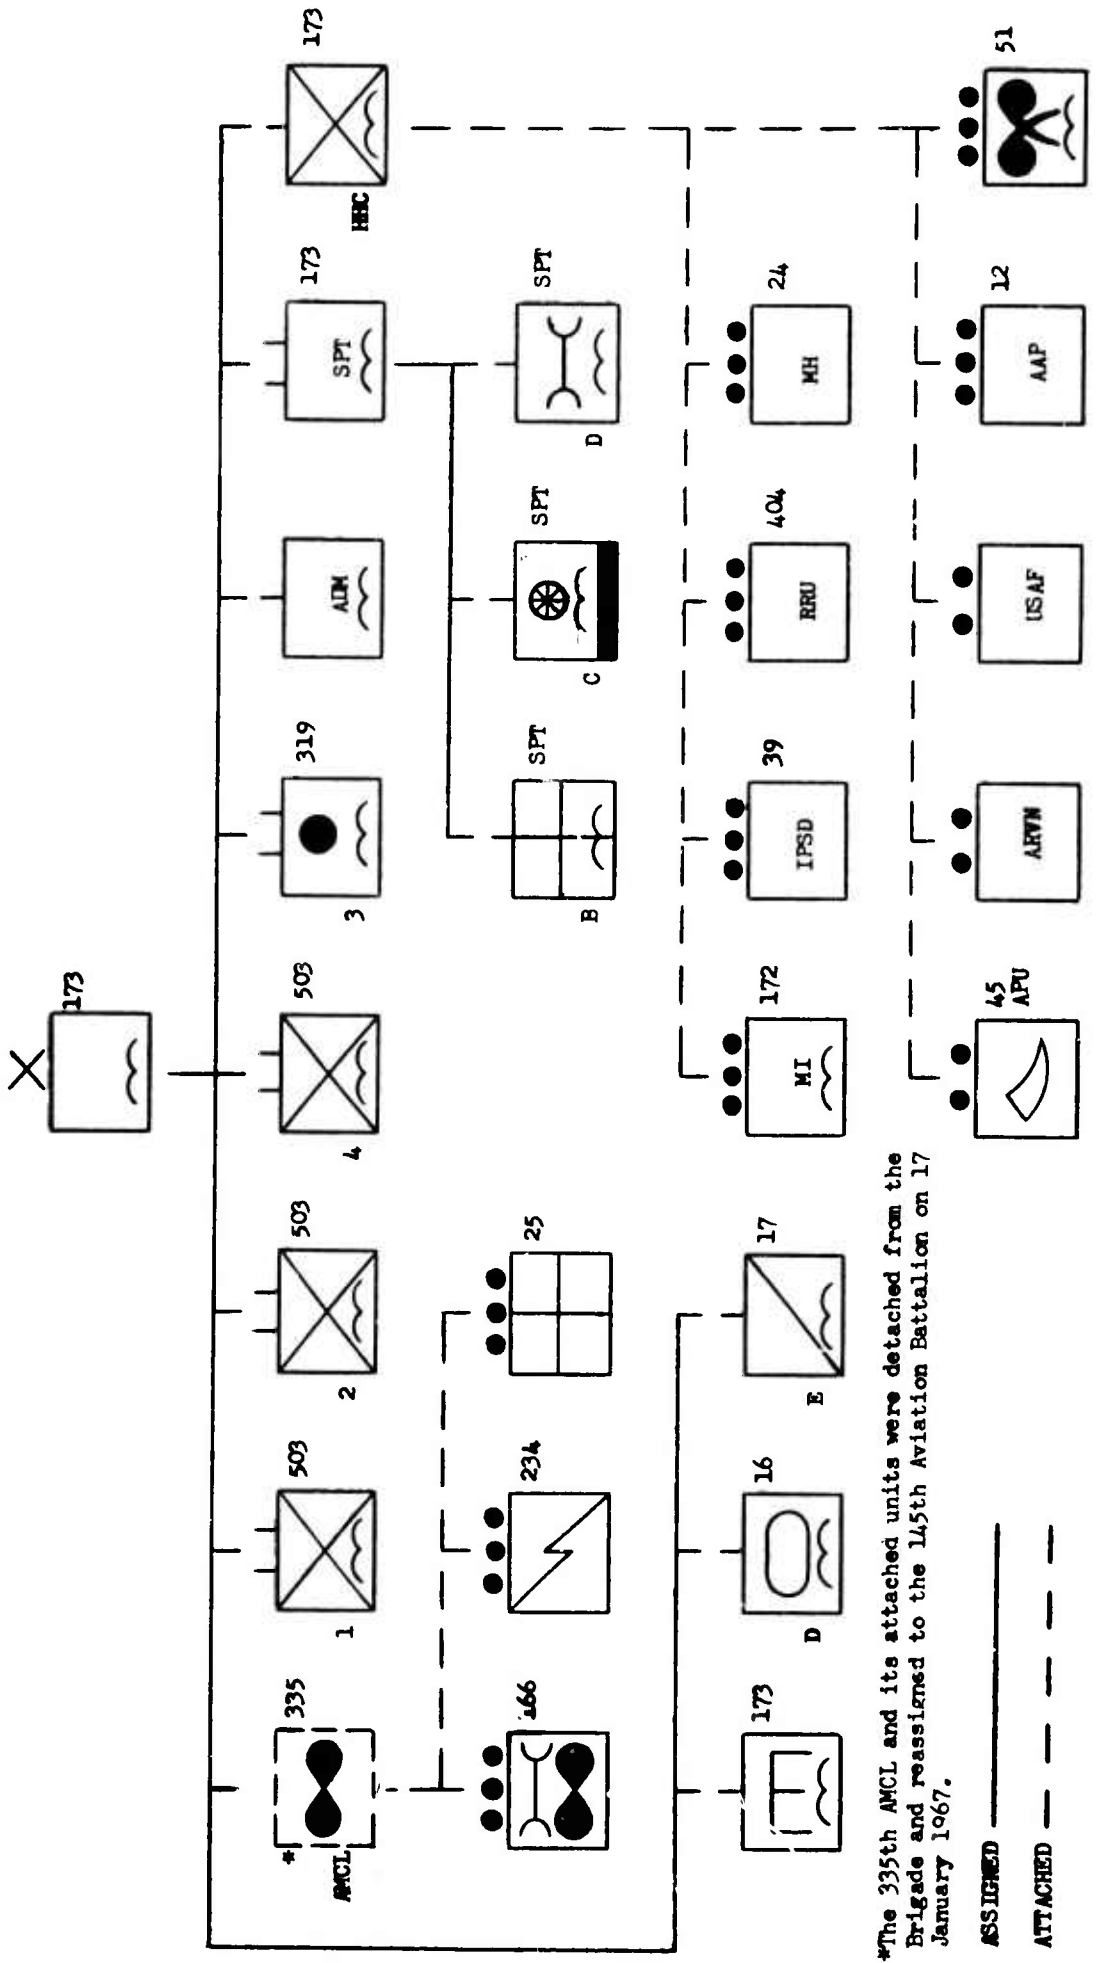 173
*
335
AMCL
503
1
503
2
503
4
319
3
ADM
173
SPT
173
HHC
166
234
25
SPT
B
SPT
C
SPT
D
173
16
D
17
E
172
MI
39
IPSD
404
RRU
24
MH
45
APU
ARVN
USAF
12
AAP
51
*The 335th AMCL and its attached units were detached from the
Brigade and reassigned to the 145th Aviation Battalion on 17
January 1967.
ASSIGNED
ATTACHED